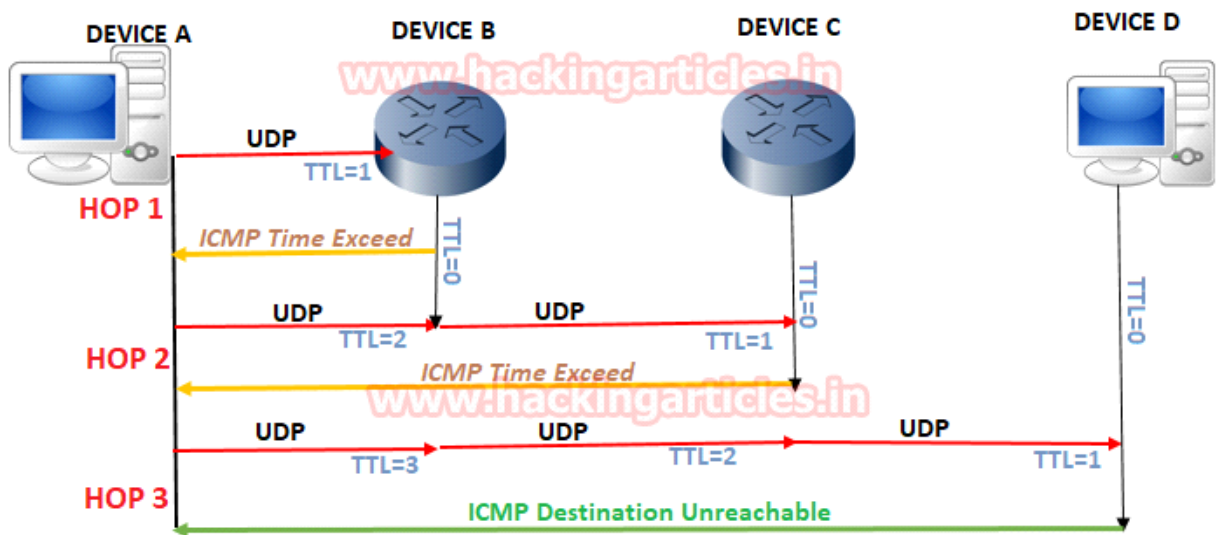 DEVICE A
DEVICE B
DEVICE C
DEVICE D
www.hackingarticles.in
UDP
TTL=1
HOP 1
ICMP Time Exceed
TTL=0
TTL=0
TTL=0
UDP
TTL=2
UDP
TTL=1
HOP 2
ICMP Time Exceed
www.hackingarticles.in
UDP
TTL=3
UDP
TTL=2
UDP
TTL=1
HOP 3
ICMP Destination Unreachable